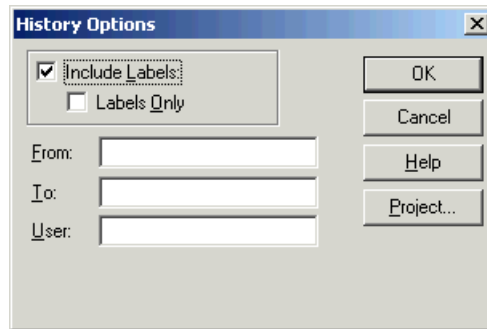 History Options
Include Labels:
Labels Only
From:
To:
User:
OK
Cancel
Help
Project...